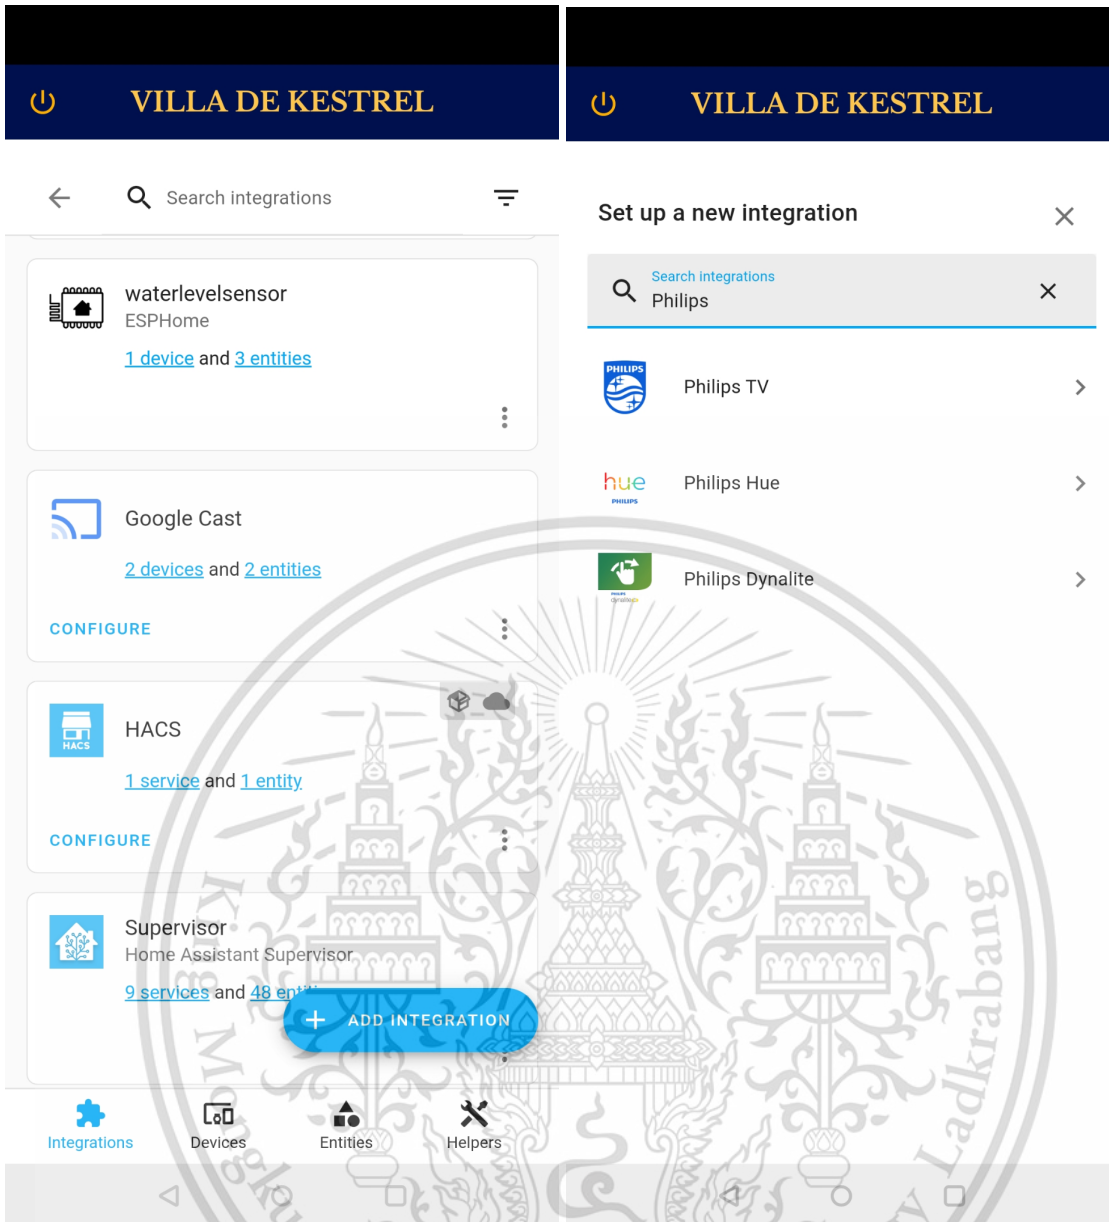 VILLA DE KESTREL
Search integrations
waterlevelsensor
ESPHome
1 device and 3 entities
Google Cast
2 devices and 2 entities
CONFIGURE
HACS
HACS
1 service and 1 entity
CONFIGURE
Supervisor
Home Assistant Supervisor
9 services and 48
ADD INTEGRATION
Integrations
Devices
Entities
Helpers
VILLA DE KESTREL
Set up a new integration
Search integrations
Philips
PHILIPS
Philips TV
hue
PHILIPS
Philips Hue
Philips Dynalite
King Mongkut
Ladkrabang